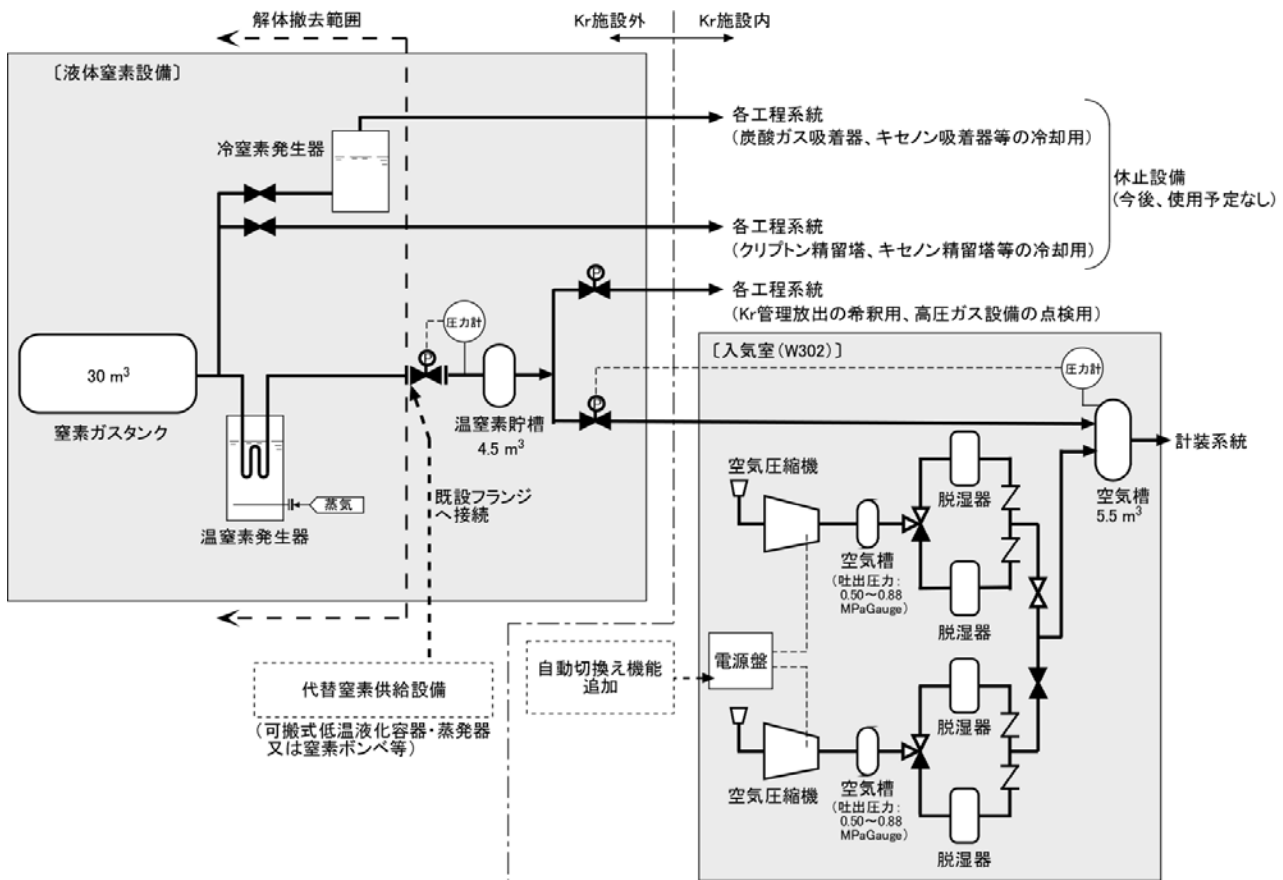 解体撤去範囲
Kr施設外
Kr施設内
〔液体窒素設備〕
冷窒素発生器
各工程系統
(炭酸ガス吸着器、キセノン吸着器等の冷却用)
休止設備
(今後、使用予定なし)
各工程系統
(クリプトン精留塔、キセノン精留塔等の冷却用)
P
各工程系統
(Kr管理放出の希釈用、高圧ガス設備の点検用)
圧力計
P
30 m³
窒素ガスタンク
温窒素貯槽
4.5 m³
P
〔入気室(W302)〕
圧力計
計装系統
空気槽
5.5 m³
蒸気
温窒素発生器
既設フランジ
へ接続
空気圧縮機
空気槽
(吐出圧力:
0.50～0.88
MPaGauge)
脱湿器
脱湿器
代替窒素供給設備
(可搬式低温液化容器・蒸発器
又は窒素ボンベ等)
自動切換え機能
追加
電源盤
空気圧縮機
空気槽
(吐出圧力:
0.50～0.88
MPaGauge)
脱湿器
脱湿器